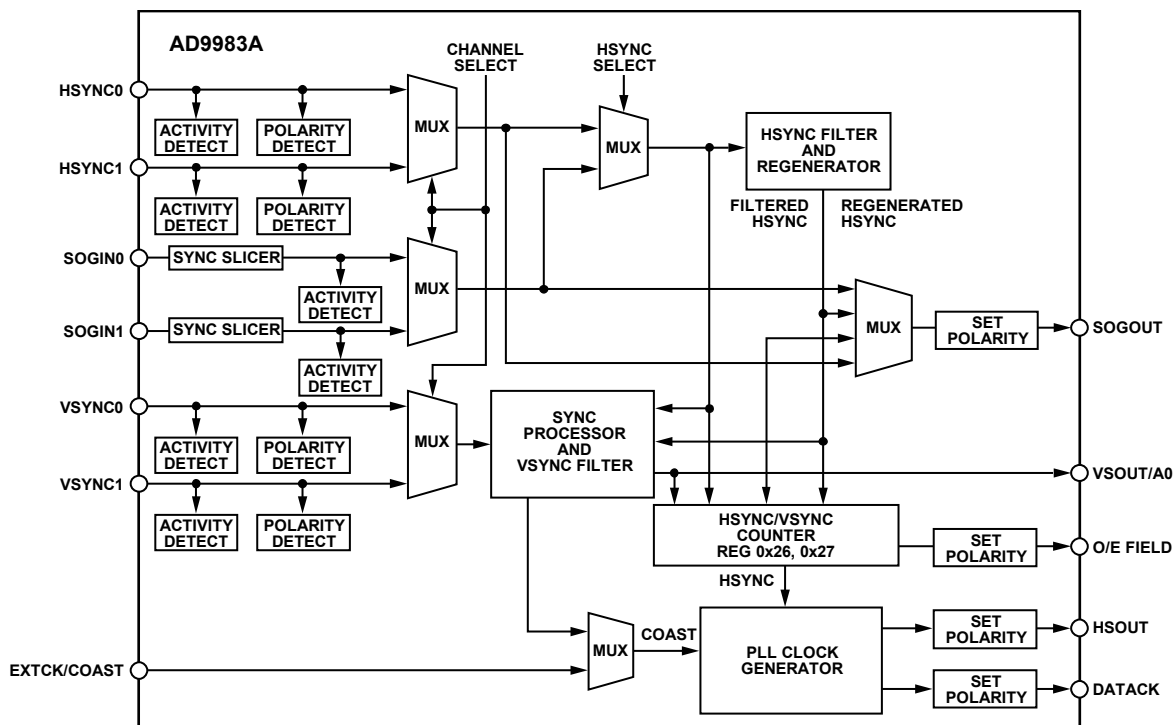 AD9983A
CHANNEL
SELECT
HSYNC
SELECT
HSYNC0
ACTIVITY
DETECT
POLARITY
DETECT
MUX
MUX
HSYNC FILTER
AND
REGENERATOR
HSYNC1
ACTIVITY
DETECT
POLARITY
DETECT
FILTERED
HSYNC
REGENERATED
HSYNC
SOGIN0
SYNC SLICER
ACTIVITY
DETECT
MUX
SOGIN1
SYNC SLICER
ACTIVITY
DETECT
MUX
SET
POLARITY
SOGOUT
VSYNC0
ACTIVITY
DETECT
POLARITY
DETECT
MUX
SYNC
PROCESSOR
AND
VSYNC FILTER
VSYNC1
ACTIVITY
DETECT
POLARITY
DETECT
VSOUT/A0
HSYNC/VSYNC
COUNTER
REG 0x26, 0x27
SET
POLARITY
O/E FIELD
HSYNC
EXTCK/COAST
MUX
COAST
PLL CLOCK
GENERATOR
SET
POLARITY
HSOUT
SET
POLARITY
DATACK